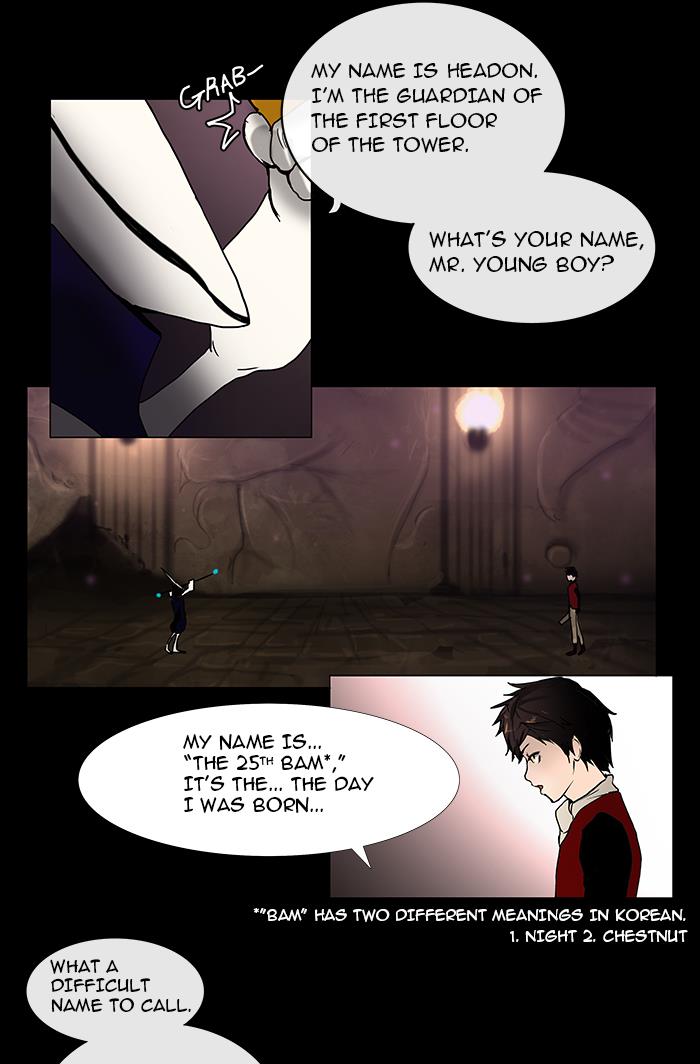 GRAB-
MY NAME IS HEADON.
I'M THE GUARDIAN OF
THE FIRST FLOOR
OF THE TOWER.
WHAT'S YOUR NAME,
MR. YOUNG BOY?
MY NAME IS...
"THE 25TH BAM*,"
IT'S THE... THE DAY
I WAS BORN...
*"BAM" HAS TWO DIFFERENT MEANINGS IN KOREAN.
1. NIGHT 2. CHESTNUT
WHAT A
DIFFICULT
NAME TO CALL.